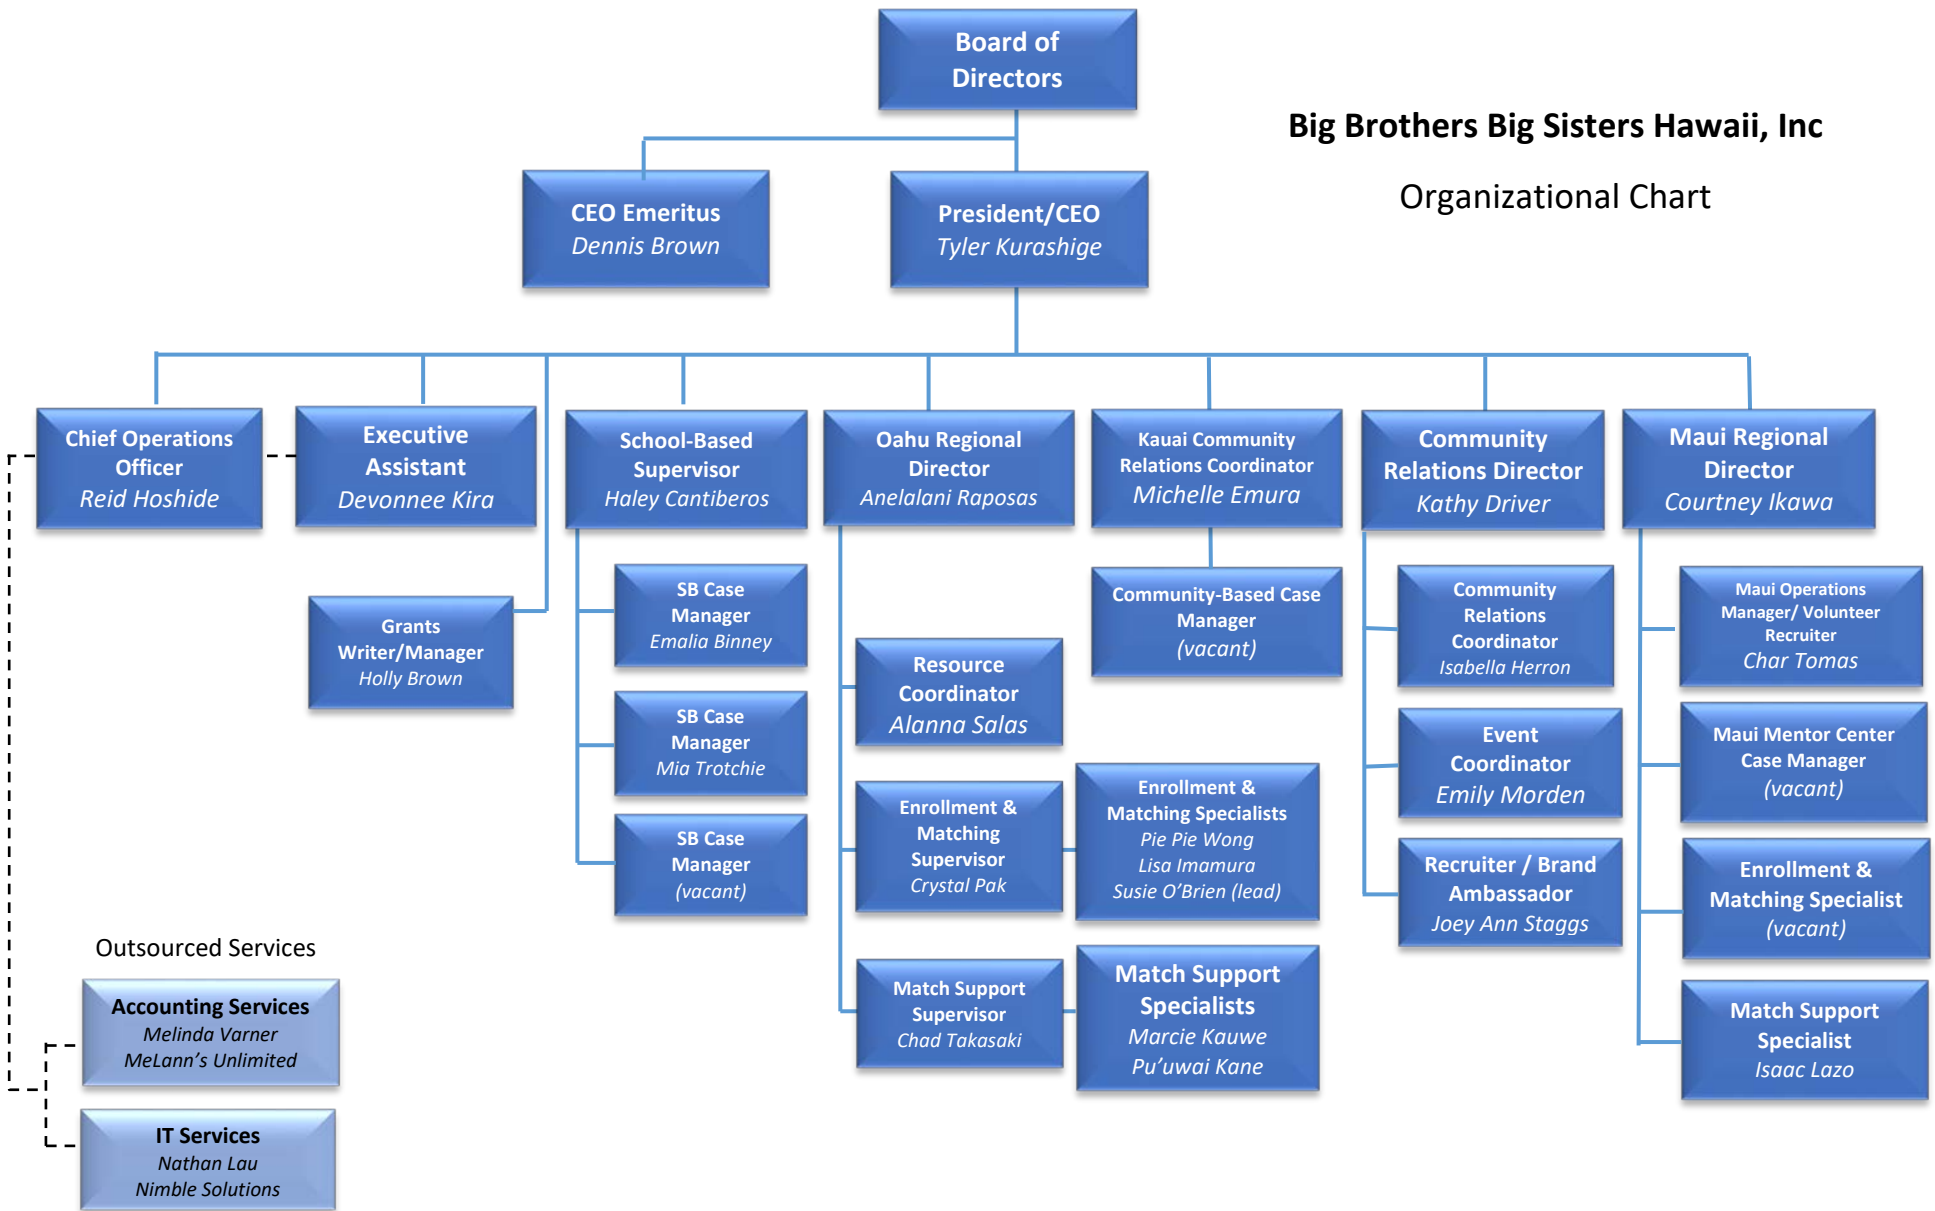 Board of
Directors
Big Brothers Big Sisters Hawaii, Inc
Organizational Chart
CEO Emeritus
Dennis Brown
President/CEO
Tyler Kurashige
Chief Operations
Officer
Reid Hoshide
Executive
Assistant
Devonnee Kira
School-Based
Supervisor
Haley Cantiberos
Oahu Regional
Director
Anelalani Raposas
Kauai Community
Relations Coordinator
Michelle Emura
Community
Relations Director
Kathy Driver
Maui Regional
Director
Courtney Ikawa
Grants
Writer/Manager
Holly Brown
SB Case
Manager
Emalia Binney
SB Case
Manager
Mia Trotchie
SB Case
Manager
(vacant)
Resource
Coordinator
Alanna Salas
Enrollment &
Matching
Supervisor
Crystal Pak
Enrollment &
Matching Specialists
Pie Pie Wong
Lisa Imamura
Susie O’Brien (lead)
Match Support
Supervisor
Chad Takasaki
Match Support
Specialists
Marcie Kauwe
Pu’uwai Kane
Community-Based Case
Manager
(vacant)
Community
Relations
Coordinator
Isabella Herron
Event
Coordinator
Emily Morden
Recruiter / Brand
Ambassador
Joey Ann Staggs
Maui Operations
Manager/ Volunteer
Recruiter
Char Tomas
Maui Mentor Center
Case Manager
(vacant)
Enrollment &
Matching Specialist
(vacant)
Match Support
Specialist
Isaac Lazo
Outsourced Services
Accounting Services
Melinda Varner
MeLann’s Unlimited
IT Services
Nathan Lau
Nimble Solutions